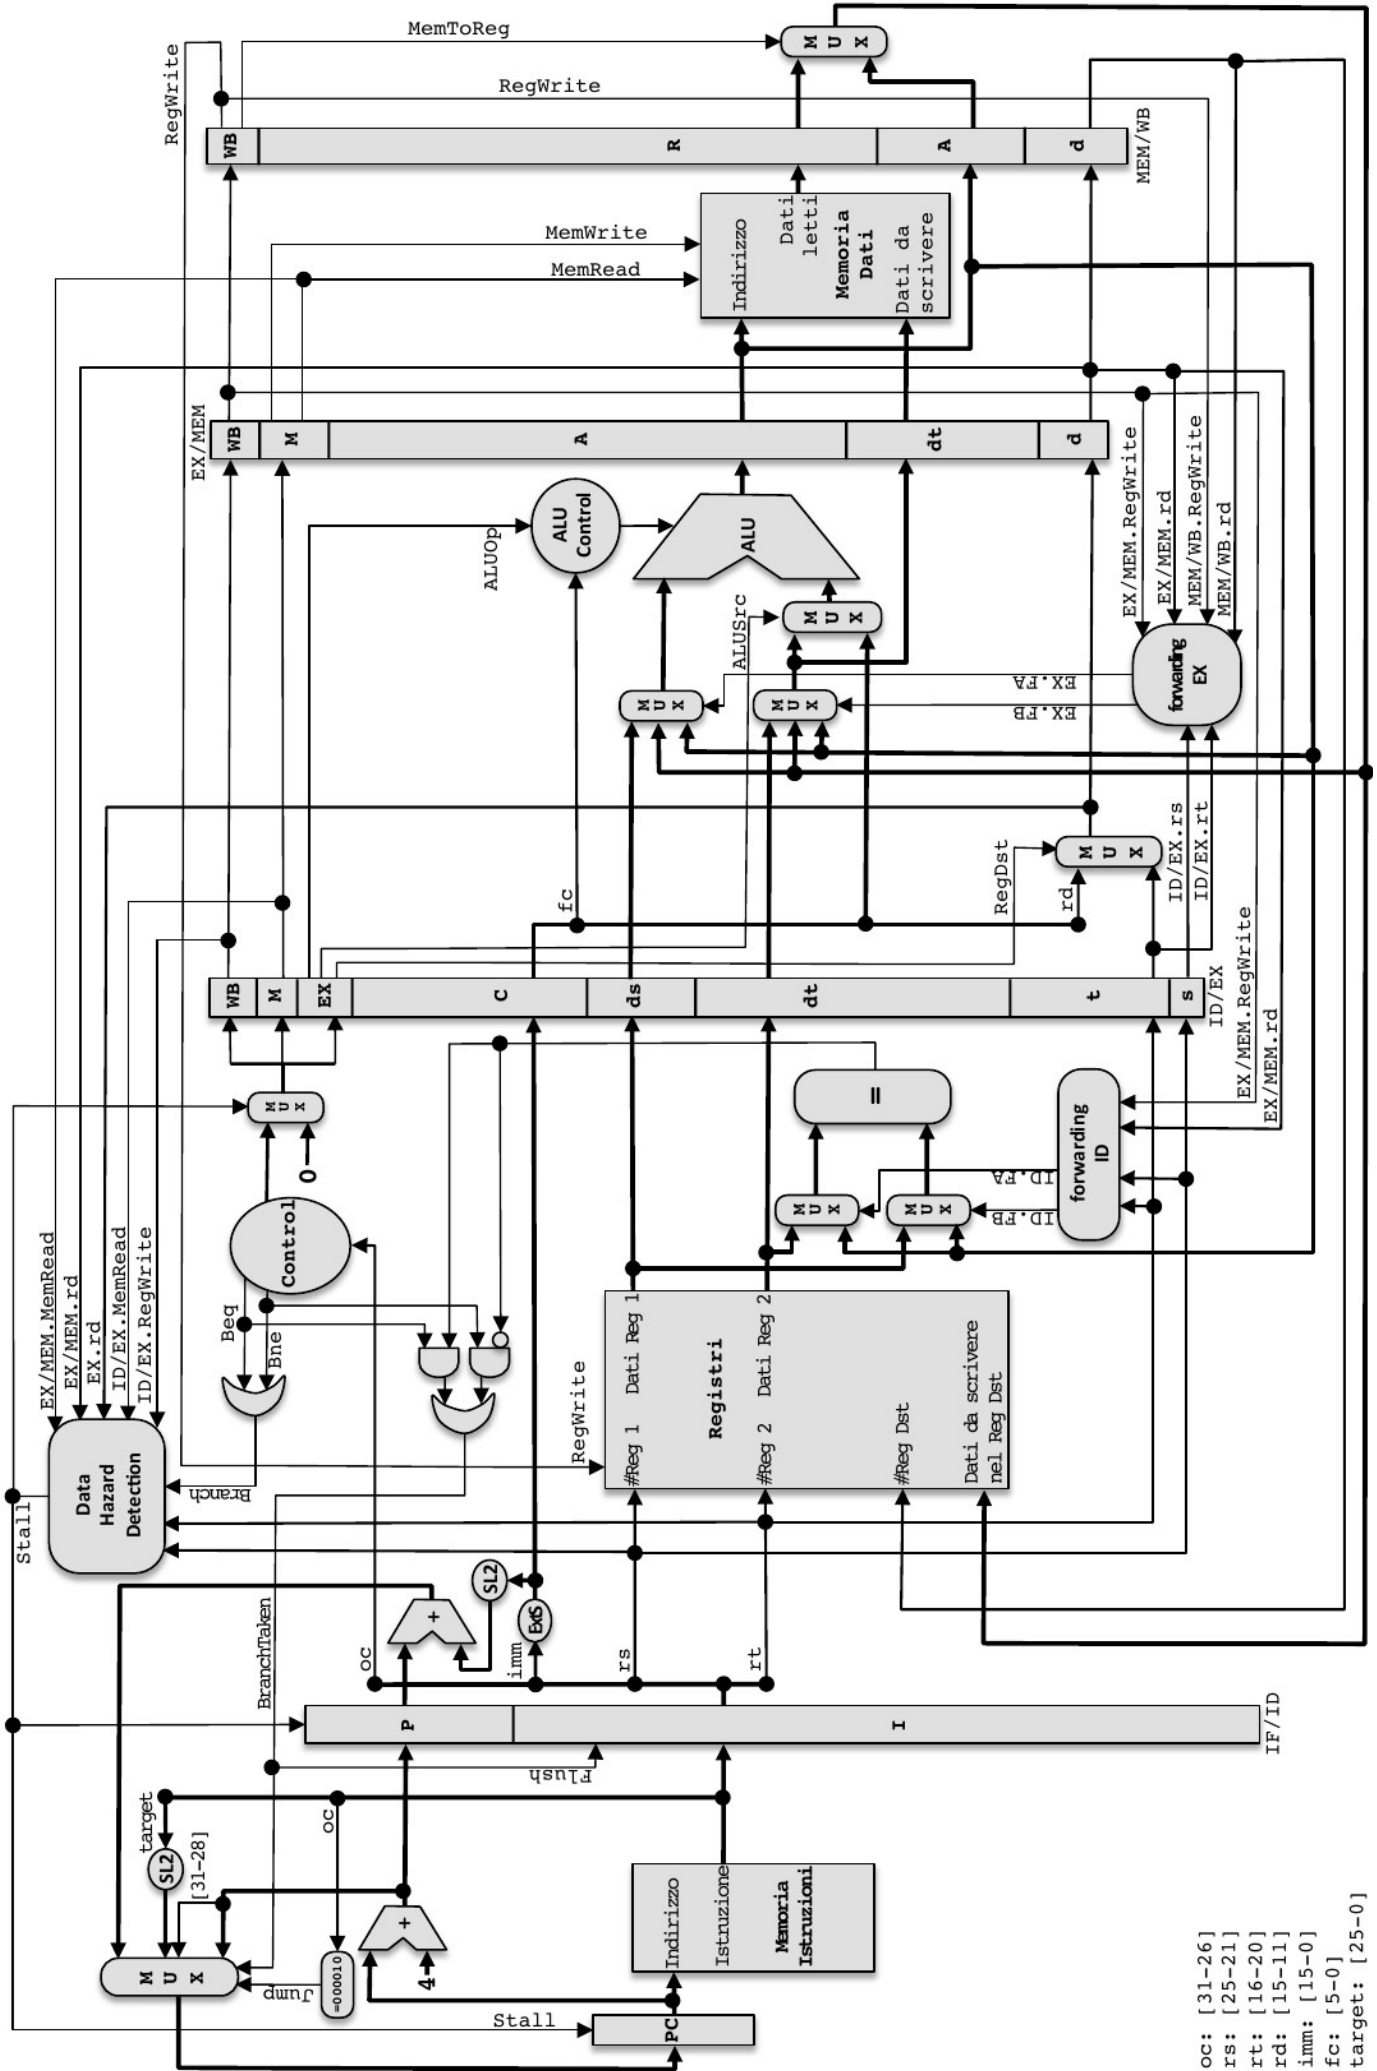 Stall
EX/MEM.MemRead
EX/MEM.rd
EX.rd
ID/EX.MemRead
ID/EX.RegWrite
Data
Hazard
Detection
Branch
Beq
Bne
Control
M
U
X
0
RegWrite
RegWrite
MemToReg
M
U
X
target
SL2
[31-28]
M
U
X
Jump
=000010
oc
BranchTaken
Flush
+
4
Stall
PC
Indirizzo
Istruzione
Memoria
Istruzioni
P
I
IF/ID
oc
+
SL2
imm
ExtS
rs
rt
RegWrite
#Reg 1
Dati Reg 1
Registri
#Reg 2
Dati Reg 2
#Reg Dst
Dati da scrivere
nel Reg Dst
M
U
X
M
U
X
=
ID.FA
ID.FB
forwarding
ID
EX/MEM.RegWrite
EX/MEM.rd
WB
M
EX
C
ds
dt
t
s
ID/EX
fc
rd
RegDst
M
U
X
ID/EX.rs
ID/EX.rt
M
U
X
M
U
X
ALUSrc
M
U
X
ALUOp
ALU
Control
ALU
EX.FA
EX.FB
forwarding
EX
EX/MEM.RegWrite
EX/MEM.rd
MEM/WB.RegWrite
MEM/WB.rd
EX/MEM
WB
M
A
dt
d
MemWrite
MemRead
Indirizzo
Dati
letti
Memoria
Dati
Dati da
scrivere
WB
R
A
d
MEM/WB
oc: [31-26]
rs: [25-21]
rt: [16-20]
rd: [15-11]
imm: [15-0]
fc: [5-0]
target: [25-0]